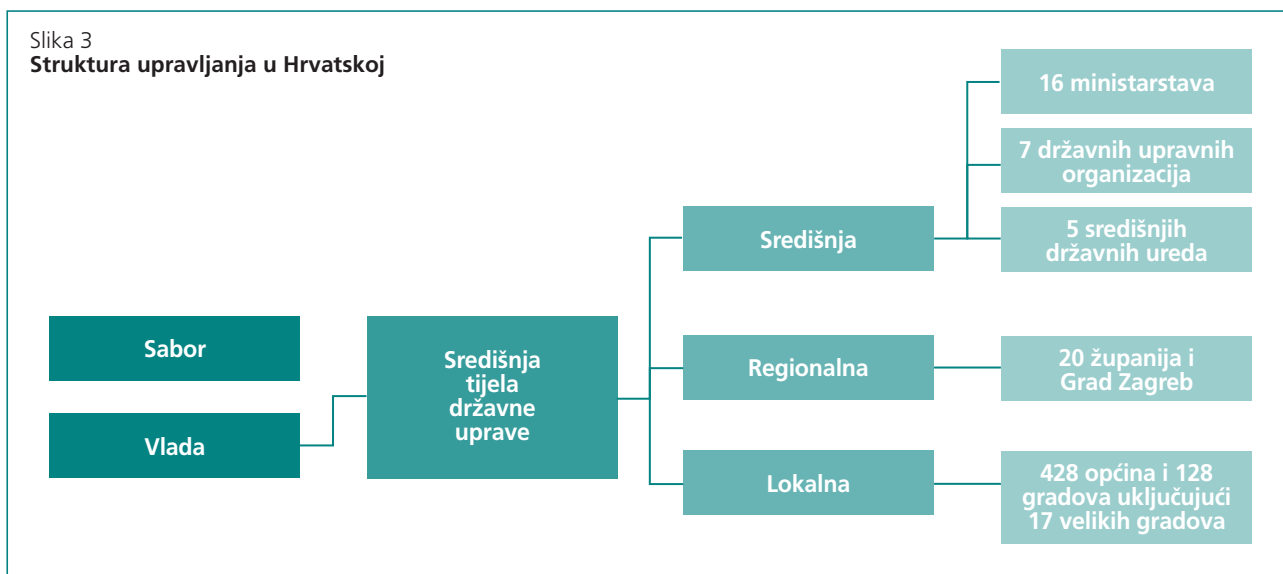 Slika 3
Struktura upravljanja u Hrvatskoj
Sabor
Vlada
Središnja
tijela
državne
uprave
Središnja
Regionalna
Lokalna
16 ministarstava
7 državnih upravnih
organizacija
5 središnjih
državnih ureda
20 županija i
Grad Zagreb
428 općina i 128
gradova uključujući
17 velikih gradova